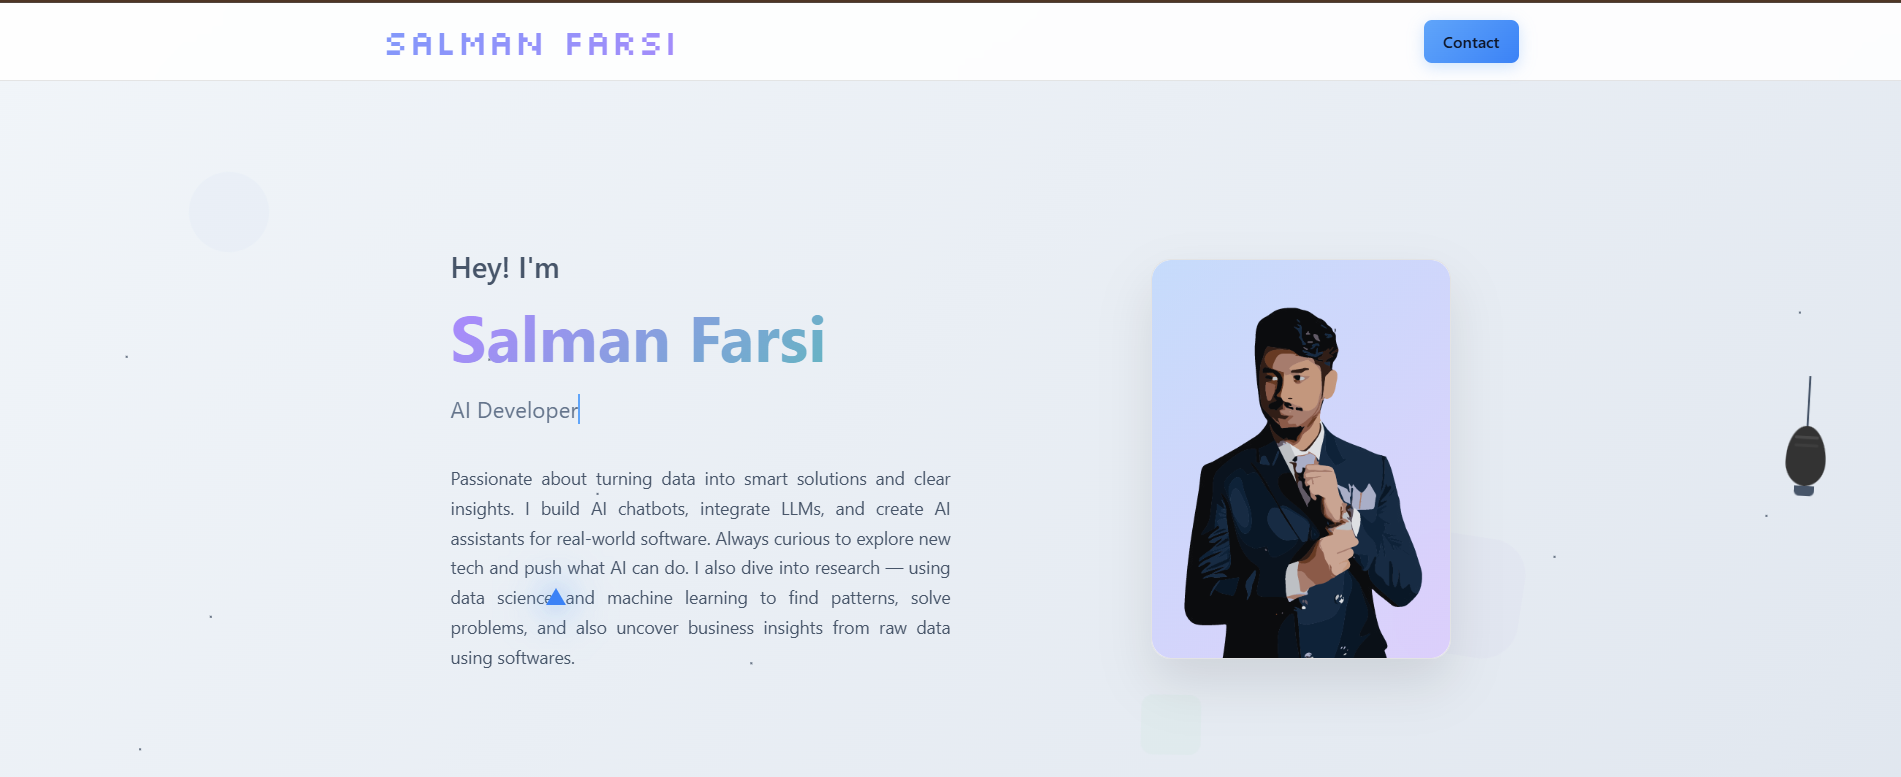 SALMAN FARSI
Contact
Hey! I'm
Salman Farsi
AI Developer
Passionate about turning data into smart solutions and clear
insights. I build AI chatbots, integrate LLMs, and create AI
assistants for real-world software. Always curious to explore new
tech and push what AI can do. I also dive into research — using
data science and machine learning to find patterns, solve
problems, and also uncover business insights from raw data
using softwares.